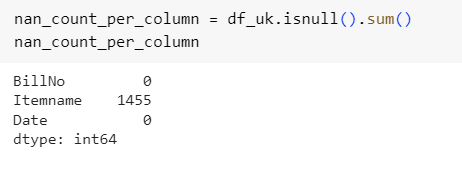 nan_count_per_column = df_uk.isnull().sum()
nan_count_per_column
BillNo 0
Itemname 1455
Date 0
dtype: int64